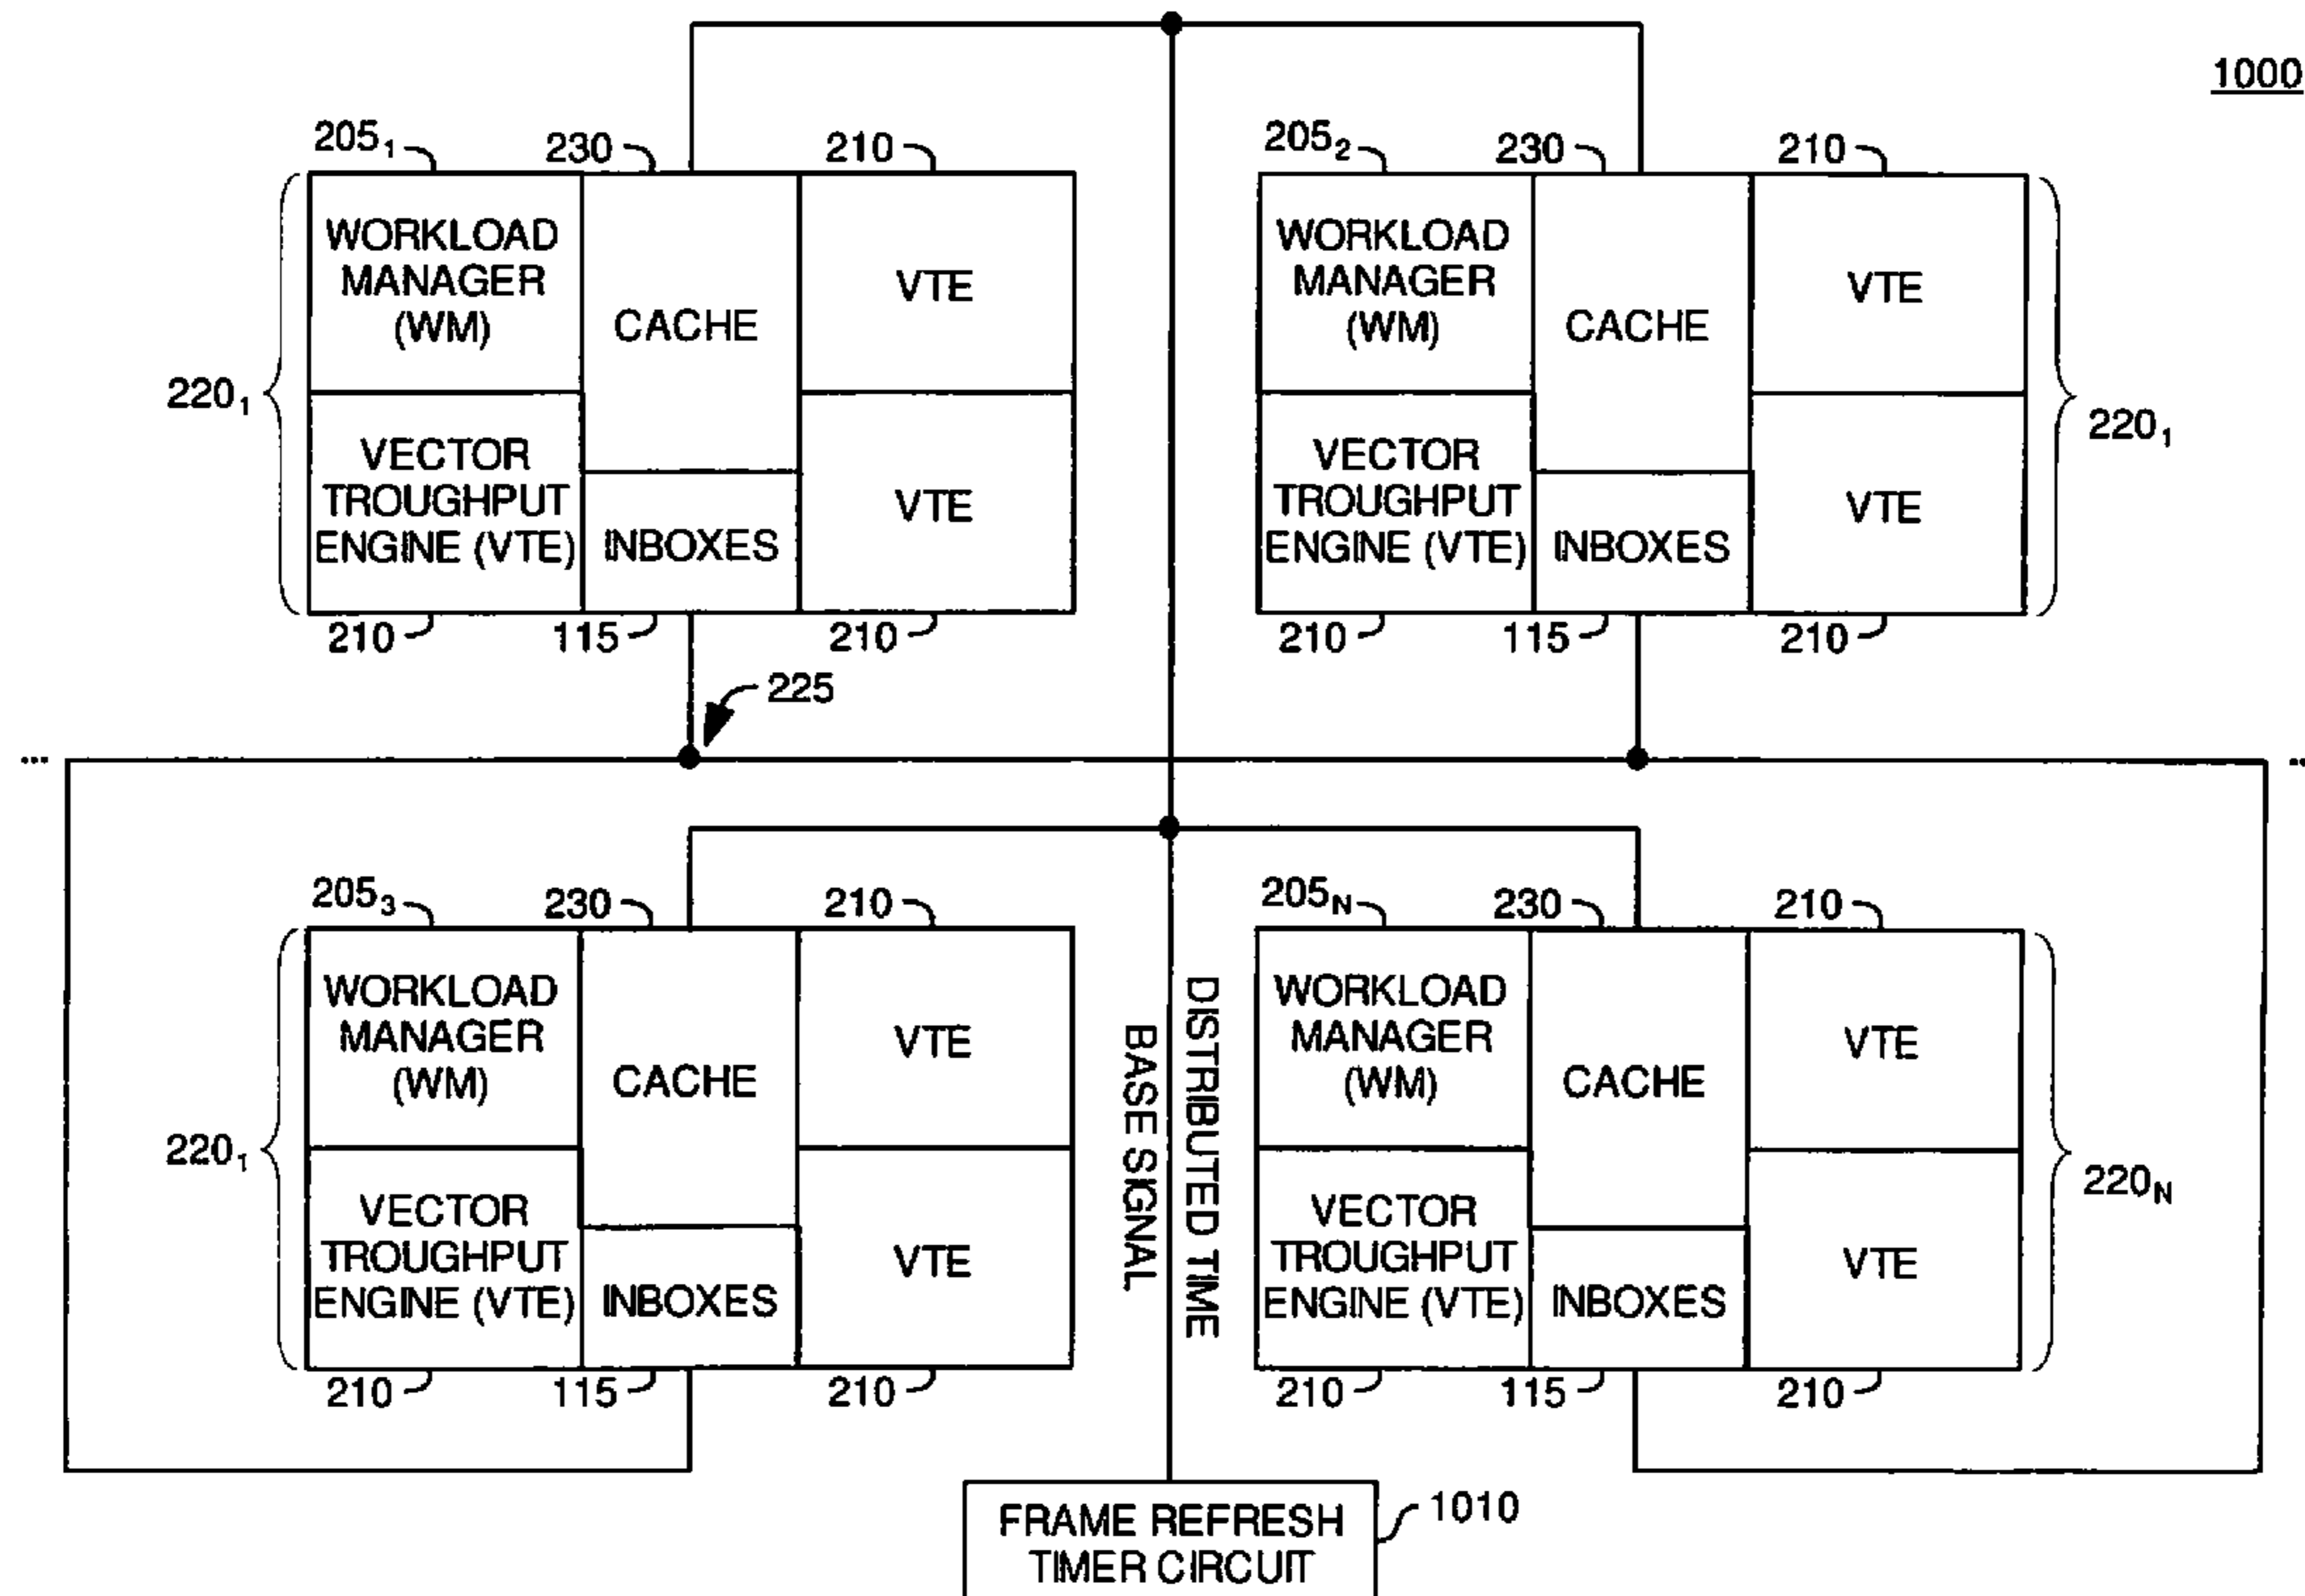 1000
205₁ 230 210
WORKLOAD
MANAGER
(WM)
CACHE
VTE
220₁
VECTOR
TROUGHPUT
ENGINE (VTE)
INBOXES
VTE
210 115 210
205₂ 230 210
WORKLOAD
MANAGER
(WM)
CACHE
VTE
220₁
VECTOR
TROUGHPUT
ENGINE (VTE)
INBOXES
VTE
210 115 210
225
...
...
205₃ 230 210
WORKLOAD
MANAGER
(WM)
CACHE
VTE
220₁
VECTOR
TROUGHPUT
ENGINE (VTE)
INBOXES
VTE
210 115 210
DISTRIBUTED TIME
BASE SIGNAL
205N 230 210
WORKLOAD
MANAGER
(WM)
CACHE
VTE
220N
VECTOR
TROUGHPUT
ENGINE (VTE)
INBOXES
VTE
210 115 210
FRAME REFRESH
TIMER CIRCUIT
1010